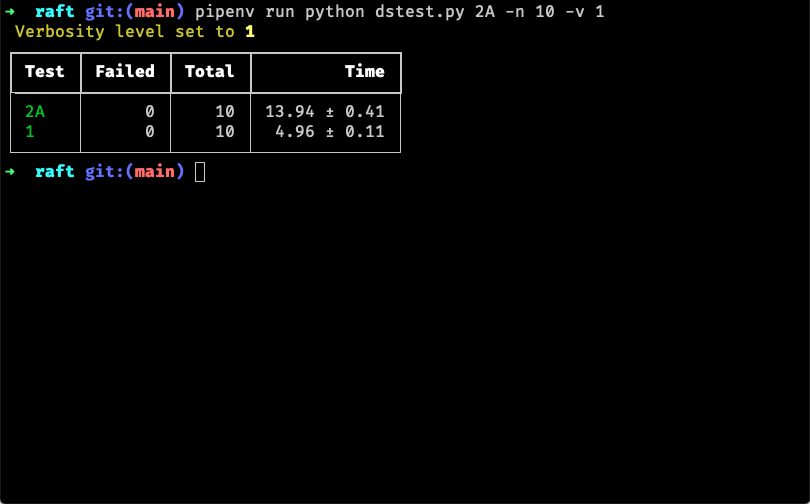 → raft git:(main) pipenv run python dstest.py 2A -n 10 -v 1
Verbosity level set to 1
Test Failed Total Time
2A 0 10 13.94 ± 0.41
1 0 10 4.96 ± 0.11
→ raft git:(main)